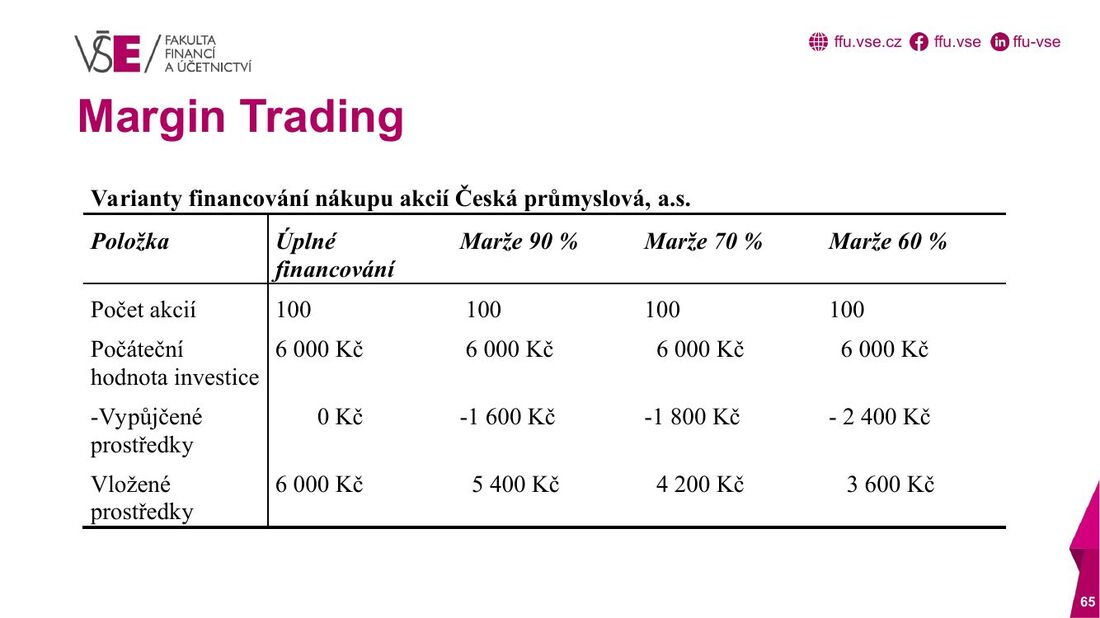 VŠE
FAKULTA
FINANCÍ
A ÚČETNICTVÍ
ffu.vse.cz ffu.vse ffu-vse
Margin Trading
Varianty financování nákupu akcií Česká průmyslová, a.s.
Položka Úplné financování Marže 90 % Marže 70 % Marže 60 %
Počet akcií 100 100 100 100
Počáteční hodnota investice 6 000 Kč 6 000 Kč 6 000 Kč 6 000 Kč
-Vypůjčené prostředky 0 Kč -1 600 Kč -1 800 Kč - 2 400 Kč
Vložené prostředky 6 000 Kč 5 400 Kč 4 200 Kč 3 600 Kč
65